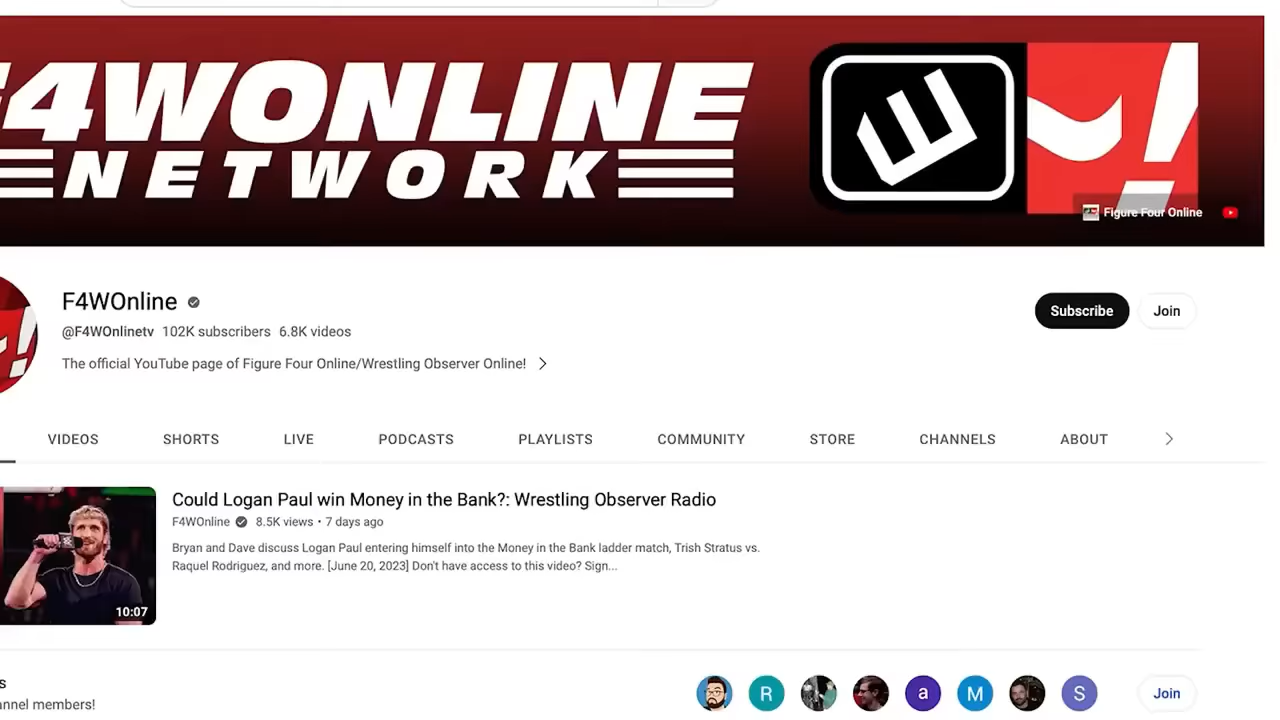 F4WONLINE
NETWORK
Figure Four Online
F4WOnline
@F4WOnlinetv 102K subscribers 6.8K videos
The official YouTube page of Figure Four Online/Wrestling Observer Online!
Subscribe
Join
VIDEOS SHORTS LIVE PODCASTS PLAYLISTS COMMUNITY STORE CHANNELS ABOUT
Could Logan Paul win Money in the Bank?: Wrestling Observer Radio
F4WOnline 8.5K views • 7 days ago
Bryan and Dave discuss Logan Paul entering himself into the Money in the Bank ladder match, Trish Stratus vs.
Raquel Rodriguez, and more. [June 20, 2023] Don't have access to this video? Sign...
10:07
R a M S
Join
members!